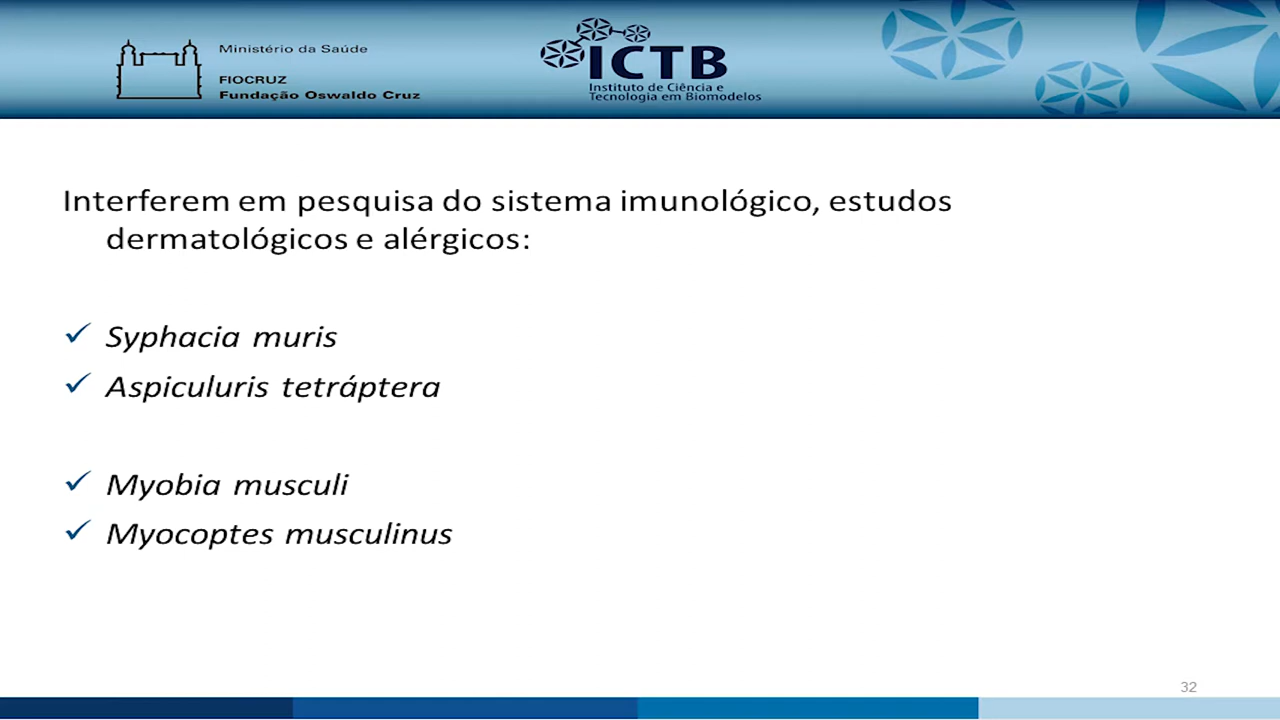 Ministério da Saúde
FIOCRUZ
Fundação Oswaldo Cruz
ICTB
Instituto de Ciência e
Tecnologia em Biomodelos
Interferem em pesquisa do sistema imunológico, estudos
dermatológicos e alérgicos:
✓ Syphacia muris
✓ Aspiculuris tetráptera
✓ Myobia musculi
✓ Myocoptes musculinus
32